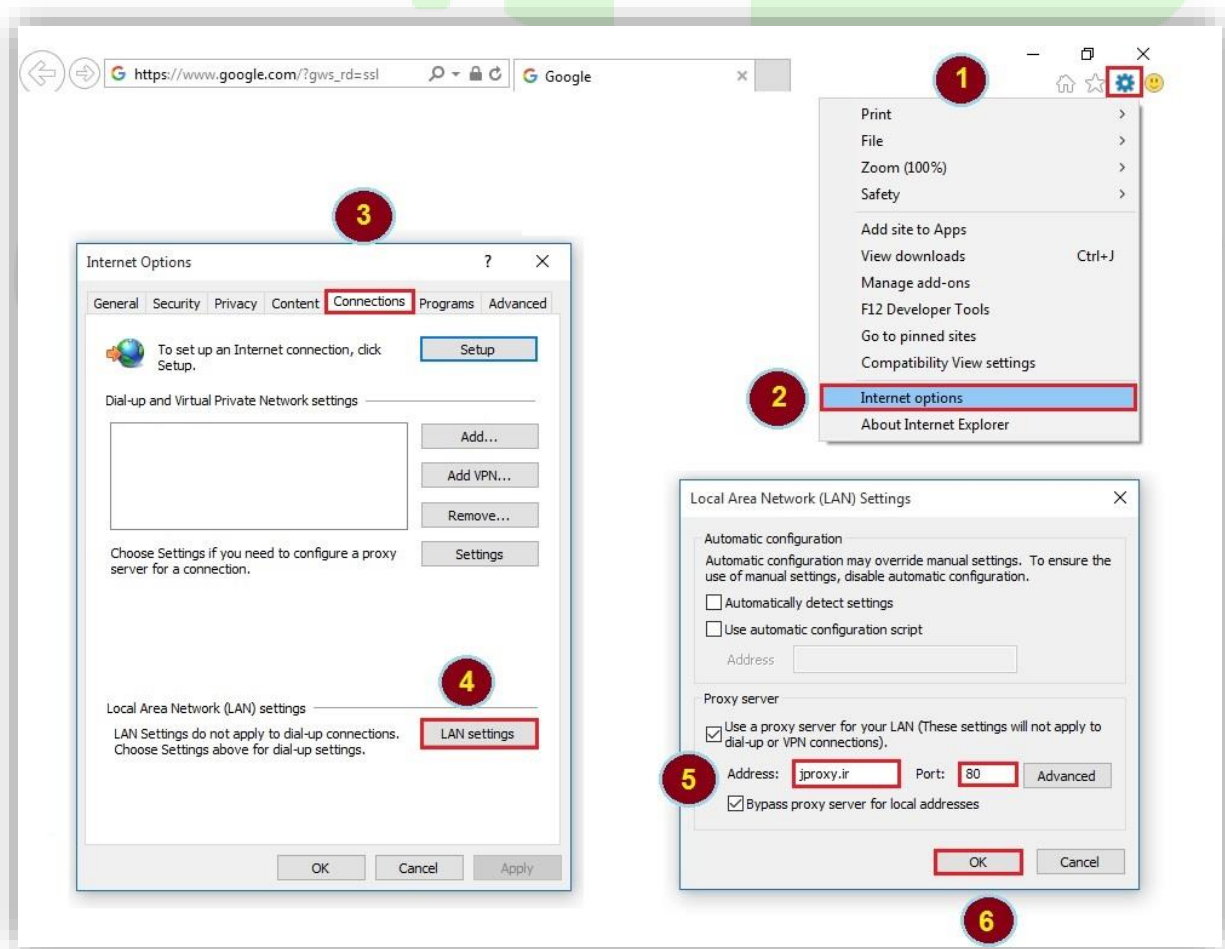 https://www.google.com/?gws_rd=ssl
Google
1
Print
File
Zoom (100%)
Safety
Add site to Apps
View downloads Ctrl+J
Manage add-ons
F12 Developer Tools
Go to pinned sites
Compatibility View settings
2
Internet options
About Internet Explorer
3
Internet Options
General Security Privacy Content Connections Programs Advanced
To set up an Internet connection, click
Setup.
Setup
Dial-up and Virtual Private Network settings
Add...
Add VPN...
Remove...
Choose Settings if you need to configure a proxy
server for a connection.
Settings
4
Local Area Network (LAN) settings
LAN Settings do not apply to dial-up connections.
Choose Settings above for dial-up settings.
LAN settings
OK Cancel Apply
Local Area Network (LAN) Settings
Automatic configuration
Automatic configuration may override manual settings. To ensure the
use of manual settings, disable automatic configuration.
Automatically detect settings
Use automatic configuration script
Address
Proxy server
Use a proxy server for your LAN (These settings will not apply to
dial-up or VPN connections).
5
Address: jproxy.ir Port: 80 Advanced
Bypass proxy server for local addresses
OK Cancel
6